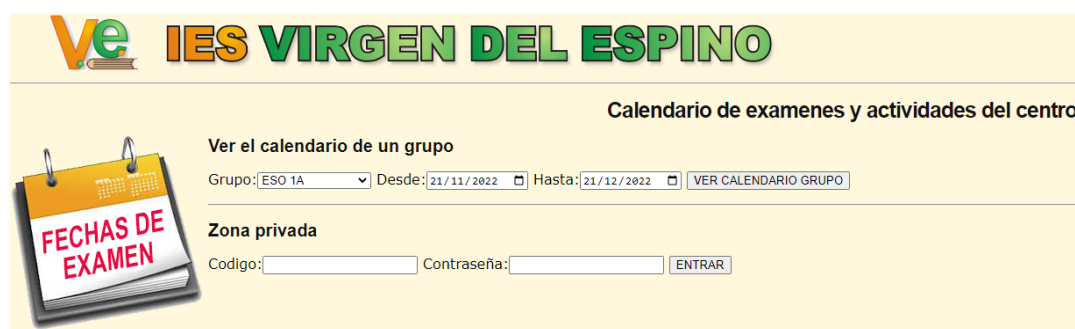 Ve IES VIRGEN DEL ESPINO
Calendario de examenes y actividades del centro
Ver el calendario de un grupo
Grupo: ESO 1A Desde: 21/11/2022 Hasta: 21/12/2022 VER CALENDARIO GRUPO
FECHAS DE
EXAMEN
Zona privada
Codigo: Contraseña: ENTRAR